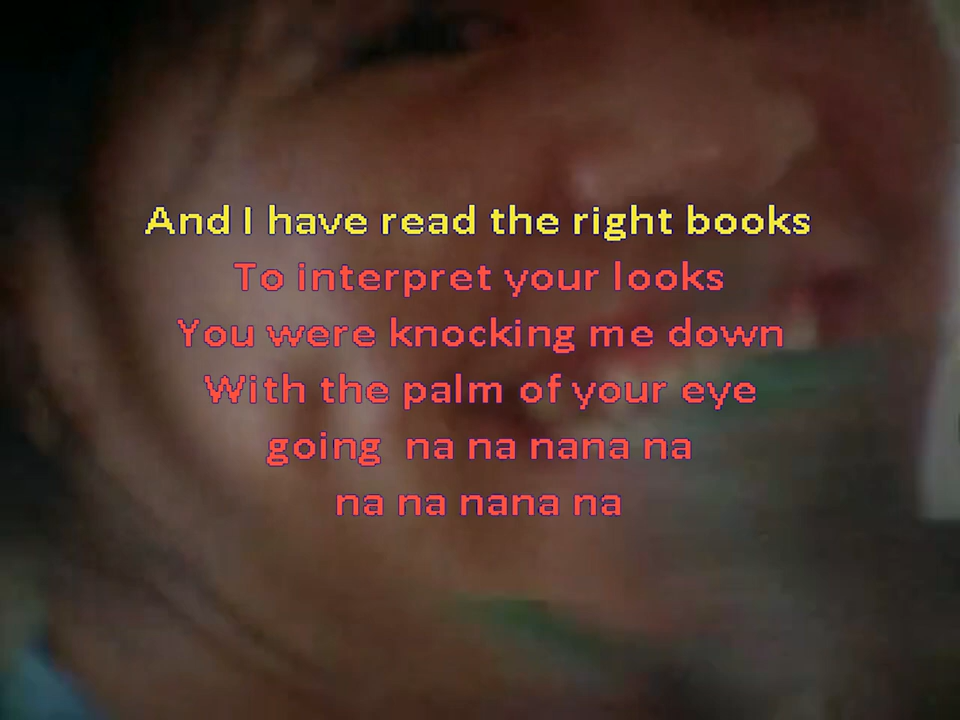 And I have read the right books
To interpret your looks
You were knocking me down
With the palm of your eye
going  na na nana na
na na nana na